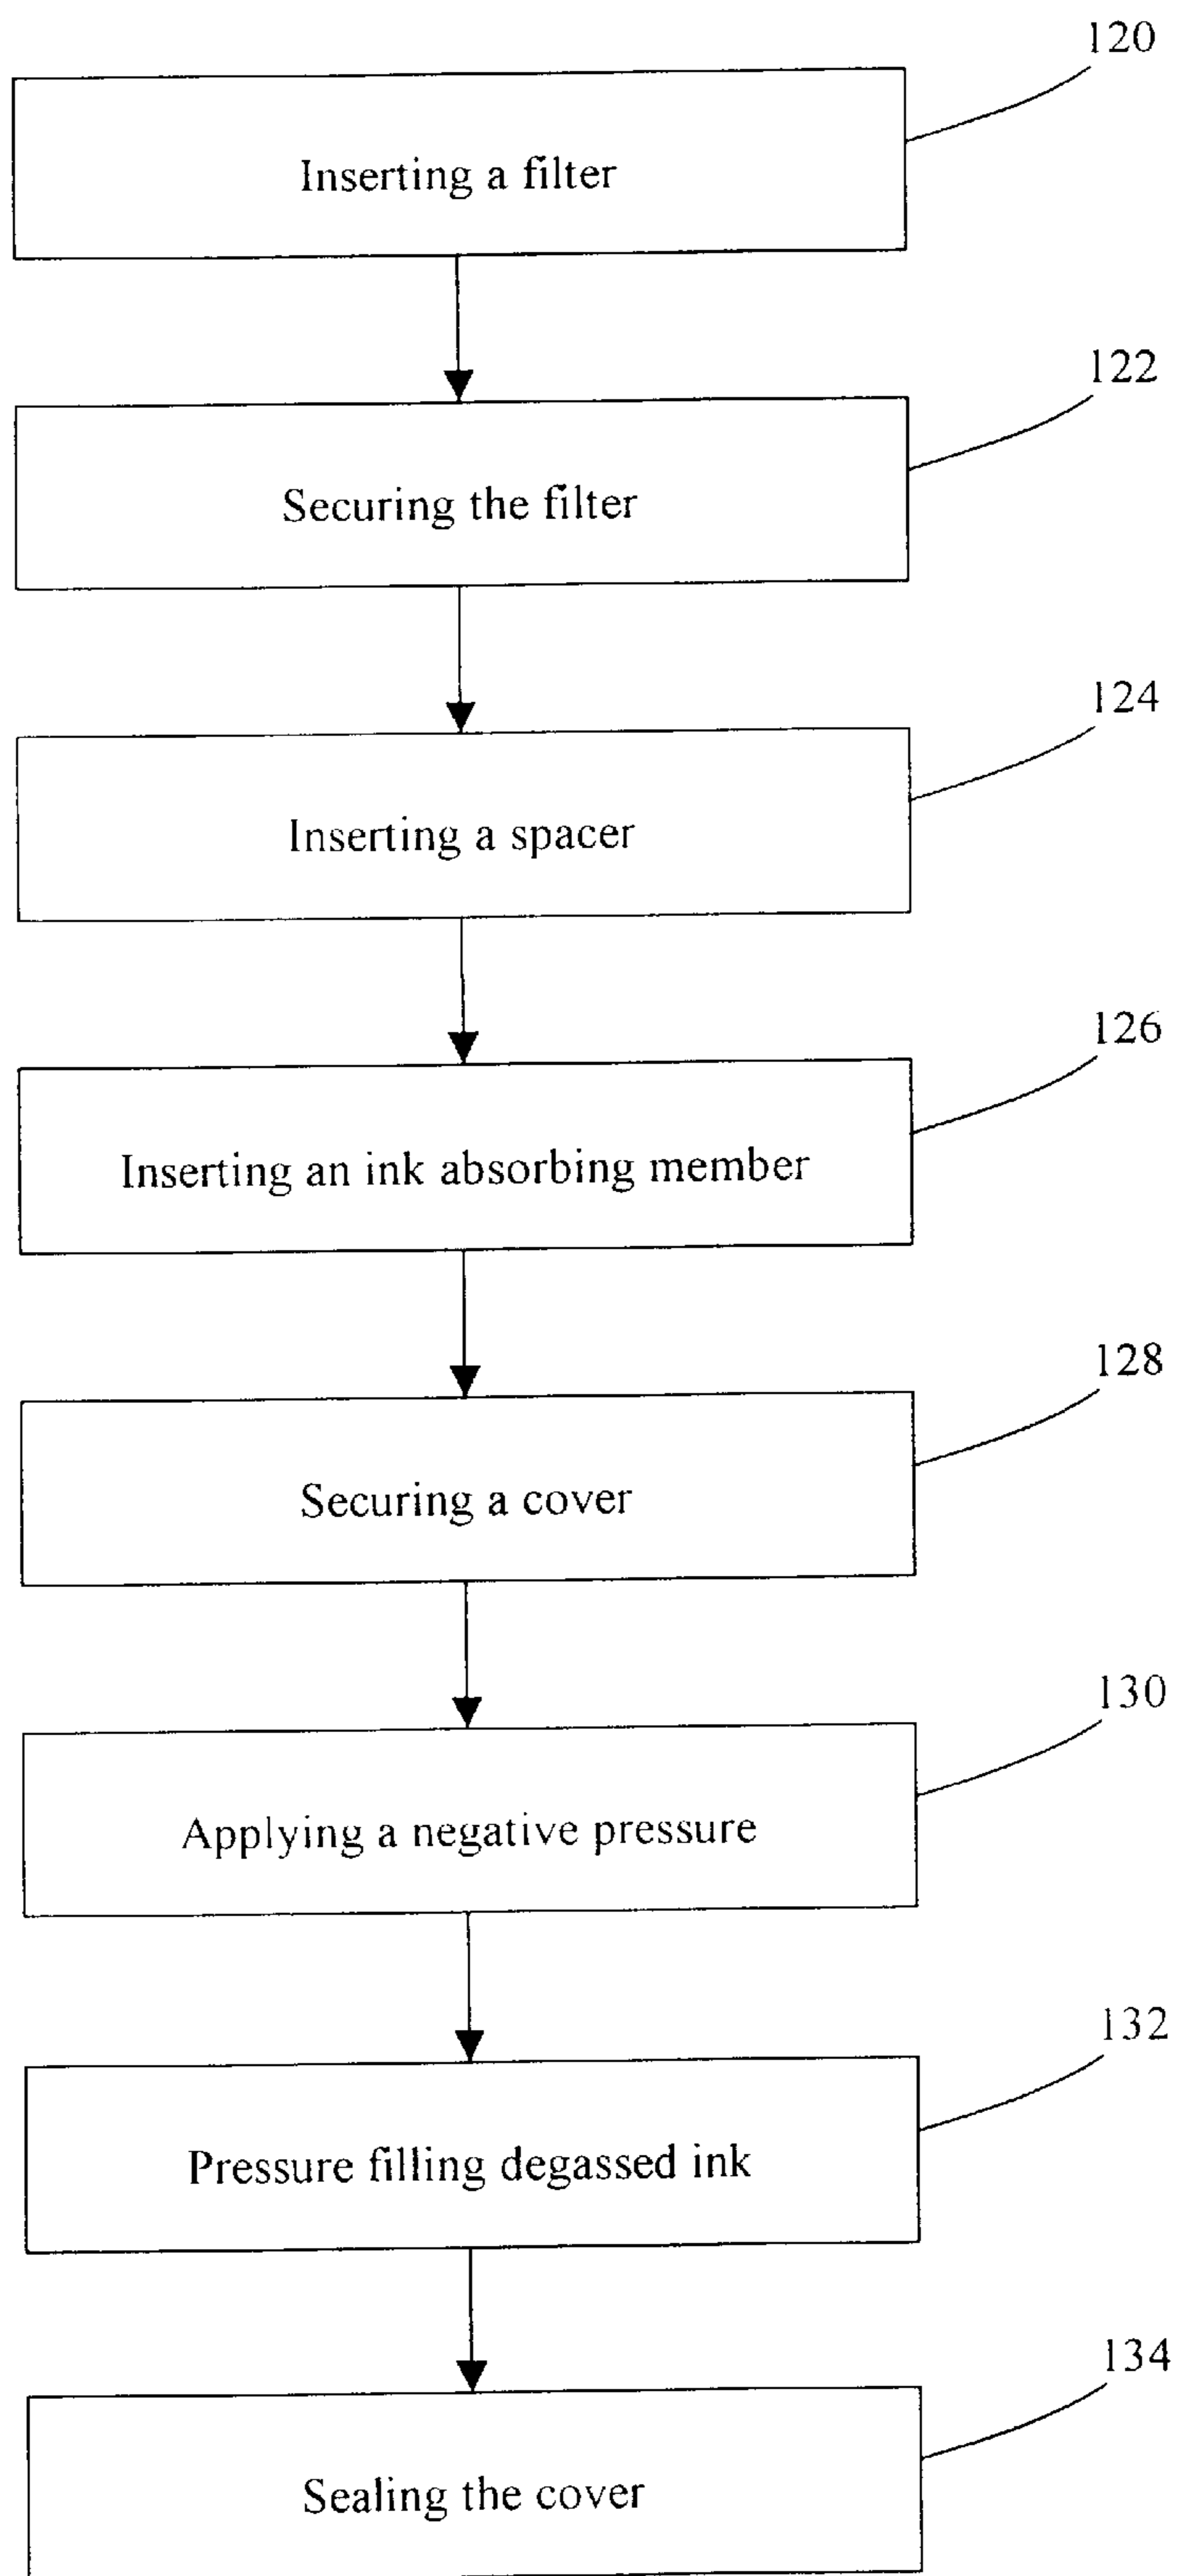 120
Inserting a filter
122
Securing the filter
124
Inserting a spacer
126
Inserting an ink absorbing member
128
Securing a cover
130
Applying a negative pressure
132
Pressure filling degassed ink
134
Sealing the cover